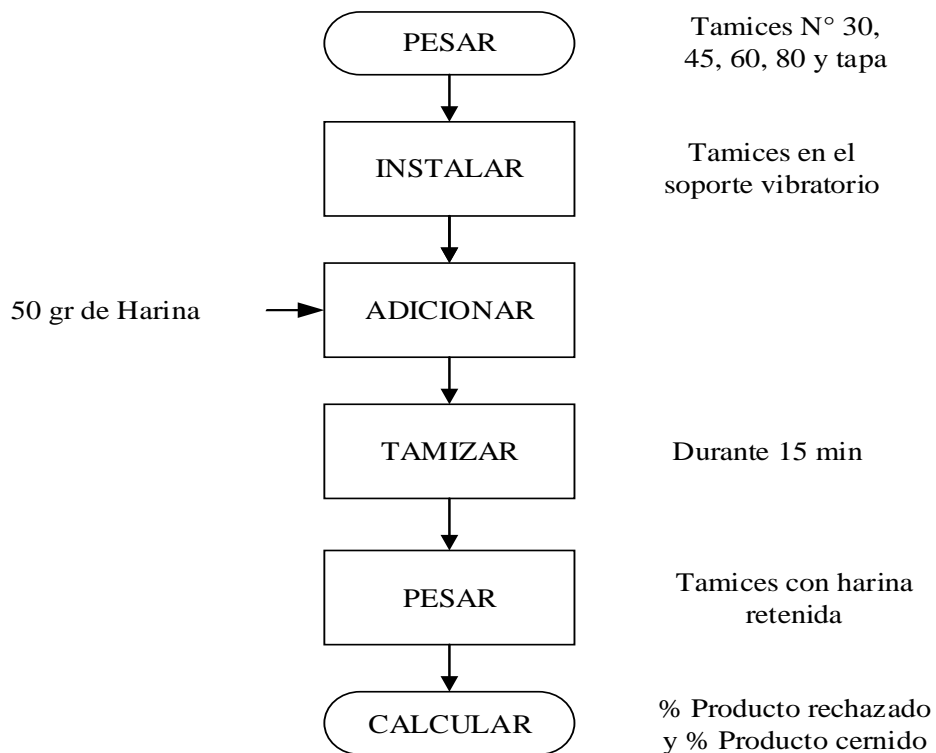 PESAR
Tamices N° 30,
45, 60, 80 y tapa
INSTALAR
Tamices en el
soporte vibratorio
50 gr de Harina
ADICIONAR
TAMIZAR
Durante 15 min
PESAR
Tamices con harina
retenida
CALCULAR
% Producto rechazado
y % Producto cernido